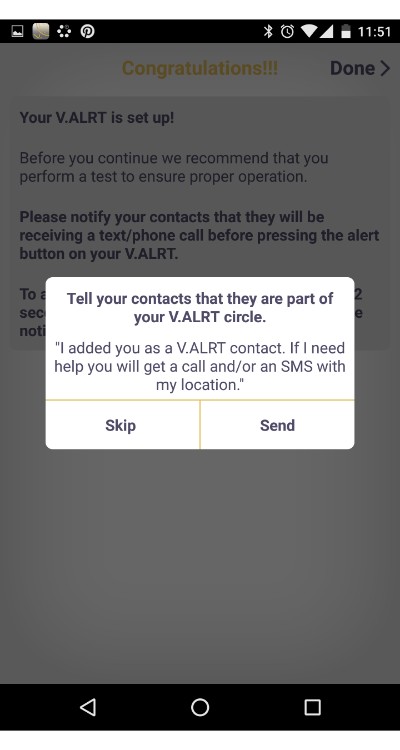 11:51
Congratulations!!!
Done
Your V.ALRT is set up!
Before you continue we recommend that you
perform a test to ensure proper operation.
Please notify your contacts that they will be
receiving a text/phone call before pressing the alert
button on your V.ALRT.
To a 2
sec e
noti
Tell your contacts that they are part of
your V.ALRT circle.
"I added you as a V.ALRT contact. If I need
help you will get a call and/or an SMS with
my location."
Skip
Send